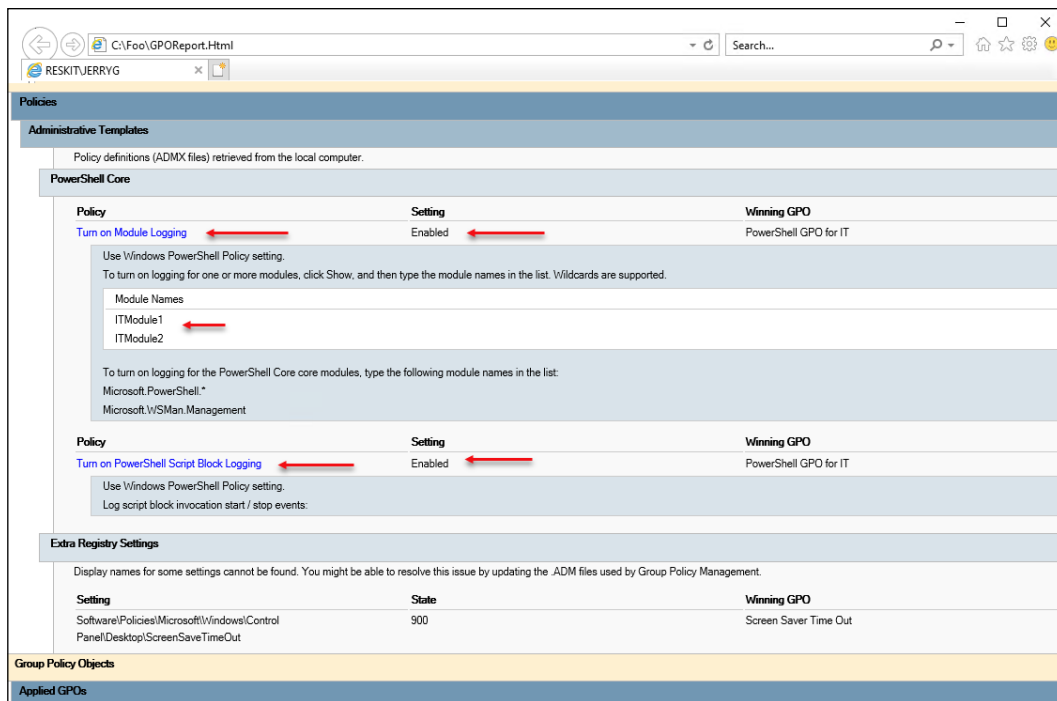 C:\Foo\GPOReport.Html
Search...
RESKIT\JERRYG
Policies
Administrative Templates
Policy definitions (ADMX files) retrieved from the local computer.
PowerShell Core
Policy Setting Winning GPO
Turn on Module Logging Enabled PowerShell GPO for IT
Use Windows PowerShell Policy setting.
To turn on logging for one or more modules, click Show, and then type the module names in the list. Wildcards are supported.
Module Names
ITModule1
ITModule2
To turn on logging for the PowerShell Core core modules, type the following module names in the list:
Microsoft.PowerShell.*
Microsoft.WSMan.Management
Policy Setting Winning GPO
Turn on PowerShell Script Block Logging Enabled PowerShell GPO for IT
Use Windows PowerShell Policy setting.
Log script block invocation start / stop events:
Extra Registry Settings
Display names for some settings cannot be found. You might be able to resolve this issue by updating the .ADM files used by Group Policy Management.
Setting State Winning GPO
Software\Policies\Microsoft\Windows\Control 900 Screen Saver Time Out
Panel\Desktop\ScreenSaveTimeOut
Group Policy Objects
Applied GPOs